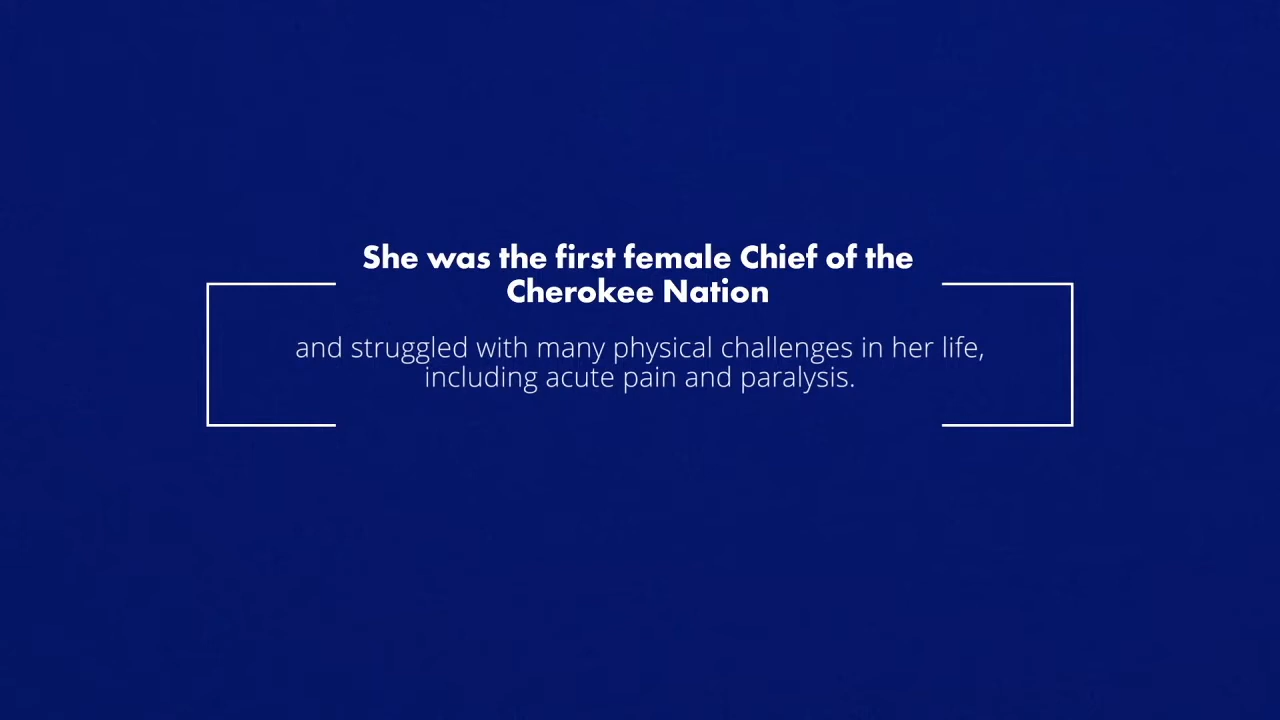 She was the first female Chief of the
Cherokee Nation
and struggled with many physical challenges in her life,
including acute pain and paralysis.